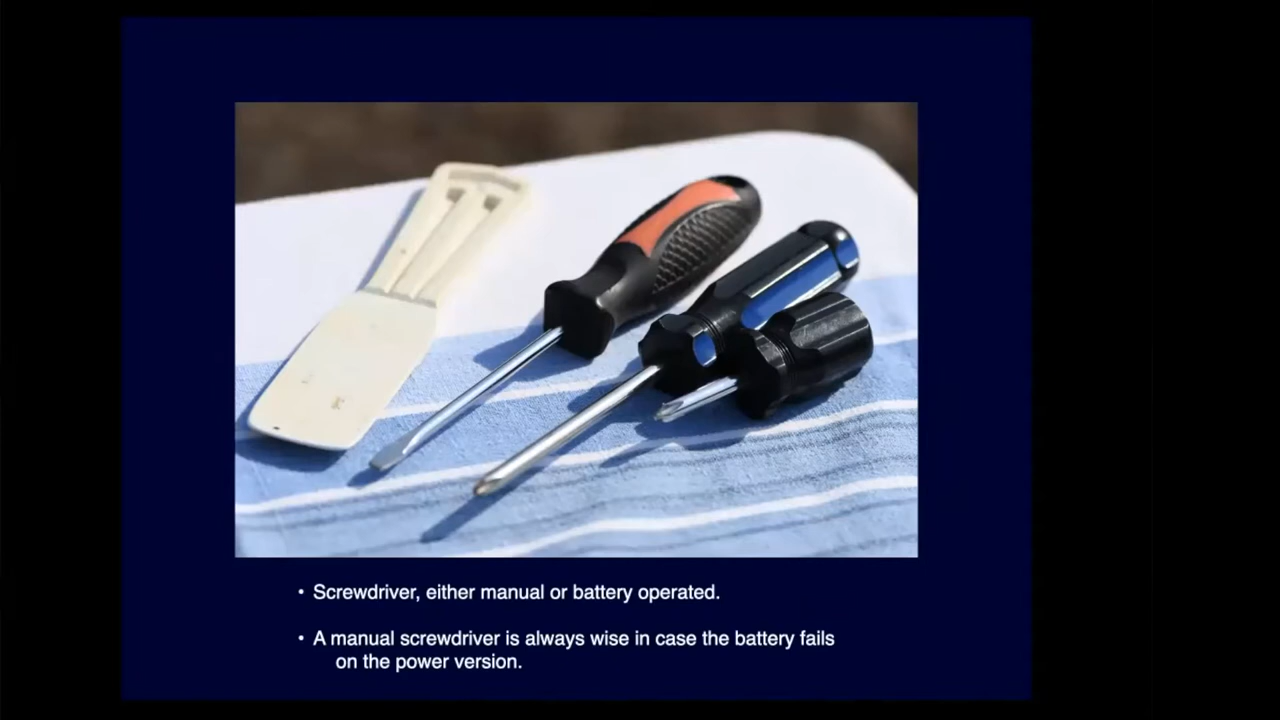 • Screwdriver, either manual or battery operated.
• A manual screwdriver is always wise in case the battery fails
on the power version.